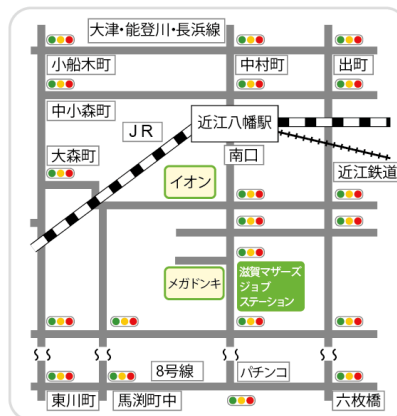 大津・能登川・長浜線
小船木町
中村町
出町
中小森町
近江八幡駅
JR
大森町
南口
近江鉄道
イオン
メガドンキ
滋賀マザーズ
ジョブ
ステーション
8号線
パチンコ
東川町
馬渕町中
六枚橋